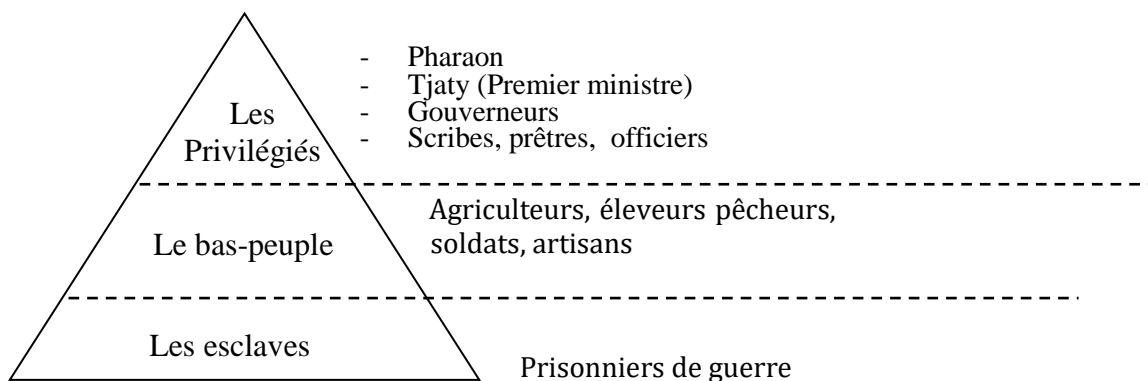 Les
Privilégiés
- Pharaon
- Tjaty (Premier ministre)
- Gouverneurs
- Scribes, prêtres, officiers
Le bas-peuple
Agriculteurs, éleveurs pêcheurs,
soldats, artisans
Les esclaves
Prisonniers de guerre